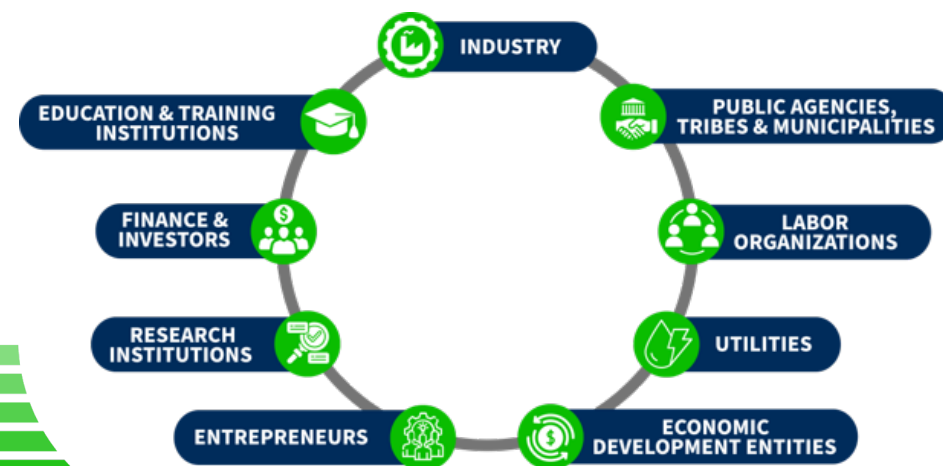 INDUSTRY
PUBLIC AGENCIES,
TRIBES & MUNICIPALITIES
LABOR
ORGANIZATIONS
UTILITIES
ECONOMIC
DEVELOPMENT ENTITIES
ENTREPRENEURS
RESEARCH
INSTITUTIONS
FINANCE &
INVESTORS
EDUCATION & TRAINING
INSTITUTIONS